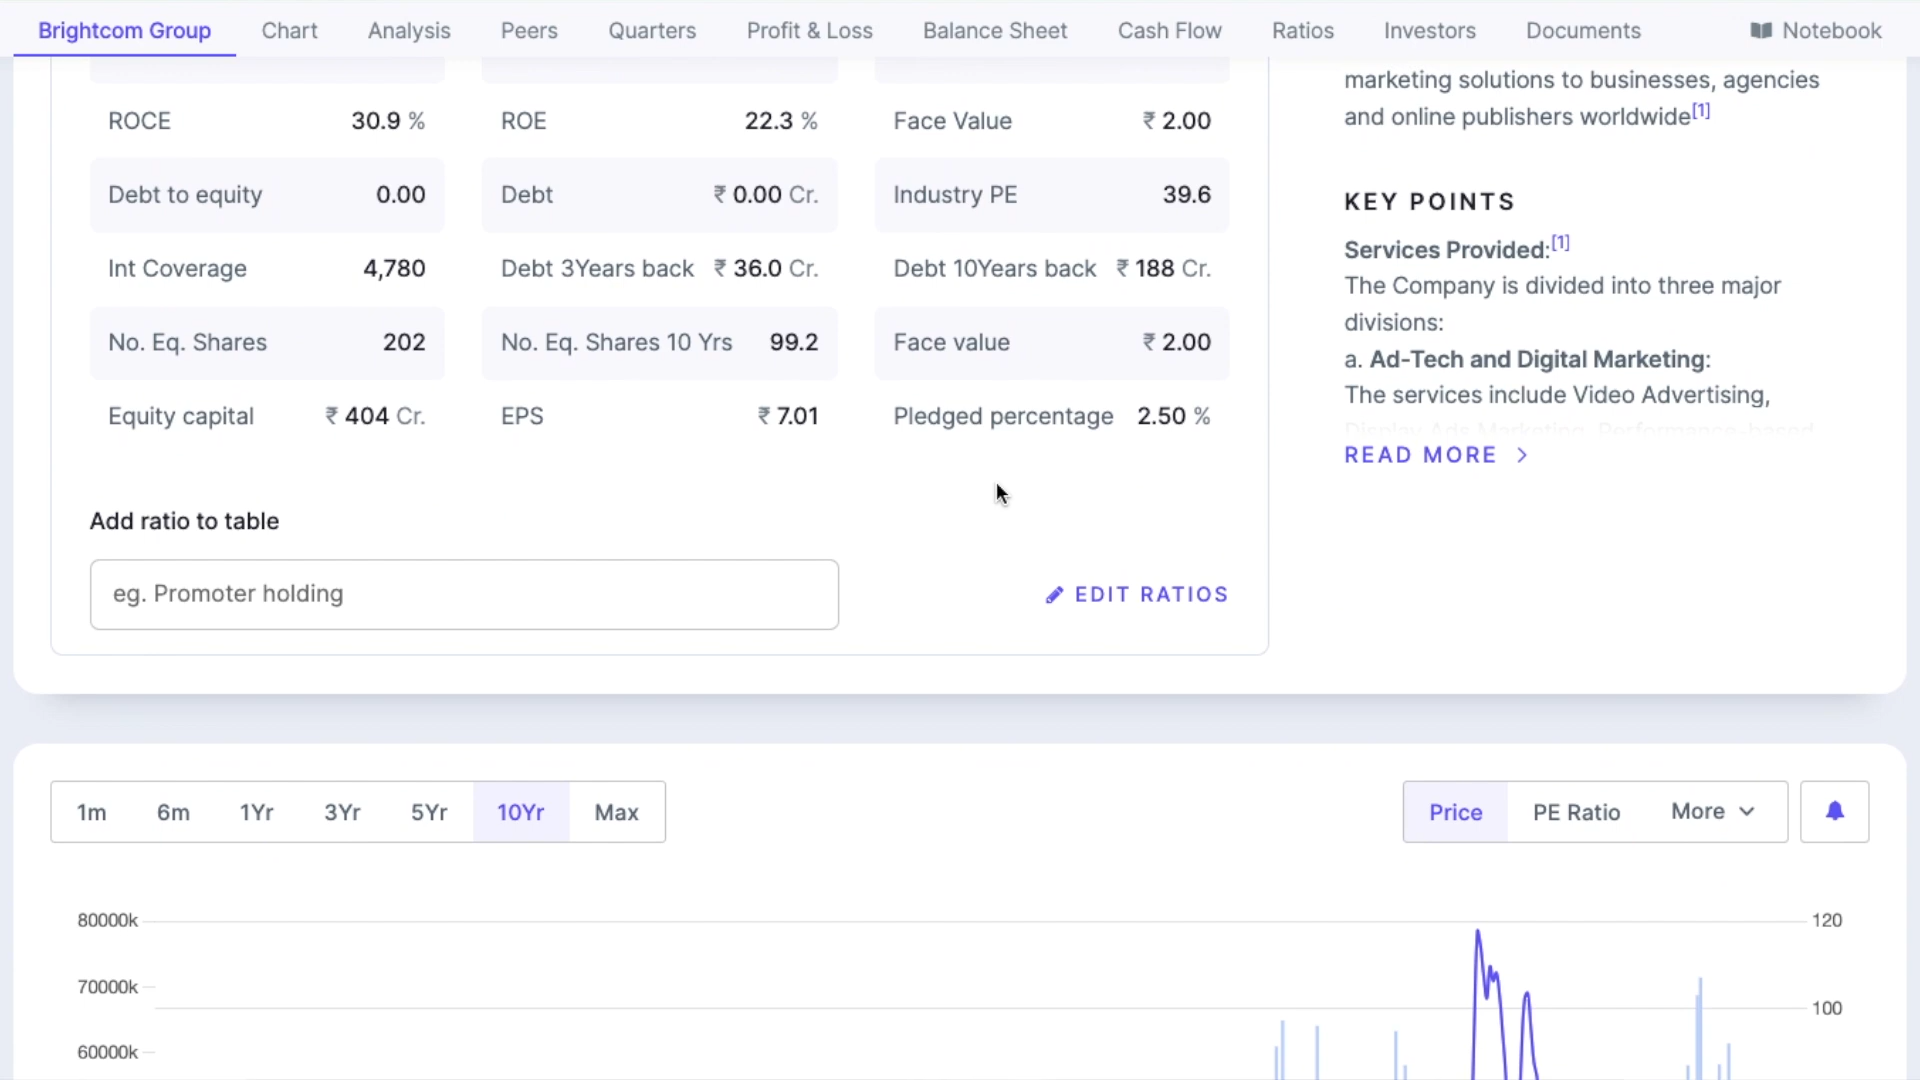 Brightcom Group Chart Analysis Peers Quarters Profit & Loss Balance Sheet Cash Flow Ratios Investors Documents Notebook
ROCE 30.9 % ROE 22.3 % Face Value ₹ 2.00
Debt to equity 0.00 Debt ₹ 0.00 Cr. Industry PE 39.6
Int Coverage 4,780 Debt 3Years back ₹ 36.0 Cr. Debt 10Years back ₹ 188 Cr.
No. Eq. Shares 202 No. Eq. Shares 10 Yrs 99.2 Face value ₹ 2.00
Equity capital ₹ 404 Cr. EPS ₹ 7.01 Pledged percentage 2.50 %
Add ratio to table
eg. Promoter holding
EDIT RATIOS
marketing solutions to businesses, agencies
and online publishers worldwide[1]
KEY POINTS
Services Provided:[1]
The Company is divided into three major
divisions:
a. Ad-Tech and Digital Marketing:
The services include Video Advertising,
Display Ads Marketing, Performance-based
READ MORE
1m 6m 1Yr 3Yr 5Yr 10Yr Max
Price PE Ratio More
80000k 120
70000k
100
60000k